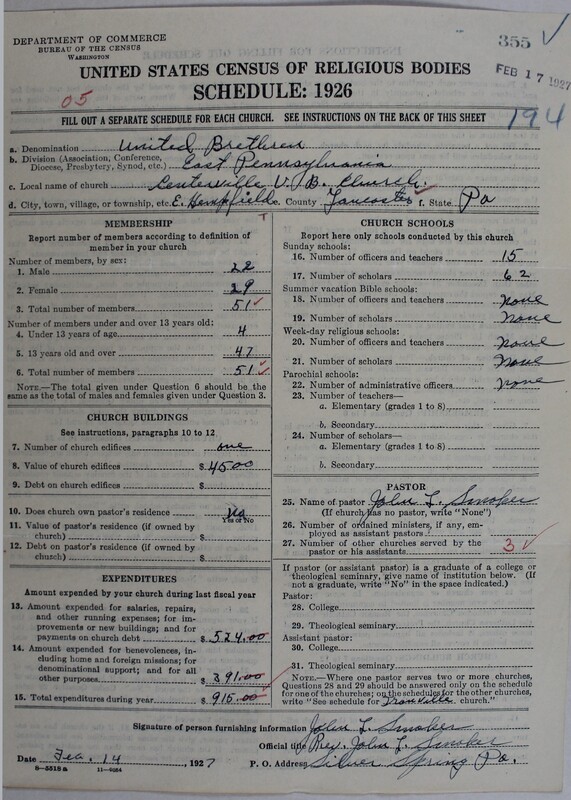 DEPARTMENT OF COMMERCE
BUREAU OF THE CENSUS
WASHINGTON
355
FEB 17 1927
UNITED STATES CENSUS OF RELIGIOUS BODIES
SCHEDULE: 1926
05
194
FILL OUT A SEPARATE SCHEDULE FOR EACH CHURCH. SEE INSTRUCTIONS ON THE BACK OF THIS SHEET
a. Denomination United Brethren
b. Division (Association, Conference, Diocese, Presbytery, Synod, etc.) East Pennsylvania
c. Local name of church Centerville U. B. Church.
d. City, town, village, or township, etc. E. Hempfield e. County Lancaster f. State Pa
MEMBERSHIP
Report number of members according to definition of
member in your church
Number of members, by sex:
1. Male 22
2. Female 29
3. Total number of members 51
Number of members under and over 13 years old:
4. Under 13 years of age 4
5. 13 years old and over 47
6. Total number of members 51
NOTE.—The total given under Question 6 should be
same as the total of males and females given under Question 3.
CHURCH BUILDINGS
See instructions, paragraphs 10 to 12
7. Number of church edifices one
8. Value of church edifices $ 4500
9. Debt on church edifices $
10. Does church own pastor's residence? No
Yes or No
11. Value of pastor's residence (if owned by
church) $
12. Debt on pastor's residence (if owned by
church) $
EXPENDITURES
Amount expended by your church during last fiscal year
13. Amount expended for salaries, repairs,
and other running expenses; for im-
provements or new buildings; and for
payments on church debt $ 524.00
14. Amount expended for benevolences, in-
cluding home and foreign missions; for
denominational support; and for all
other purposes $ 391.00
15. Total expenditures during year $ 915.00
CHURCH SCHOOLS
Report here only schools conducted by this church
Sunday schools:
16. Number of officers and teachers 15
17. Number of scholars 62
Summer vacation Bible schools:
18. Number of officers and teachers none
19. Number of scholars none
Week-day religious schools:
20. Number of officers and teachers none
21. Number of scholars none
Parochial schools:
22. Number of administrative officers none
23. Number of teachers—
a. Elementary (grades 1 to 8)
b. Secondary
24. Number of scholars—
a. Elementary (grades 1 to 8)
b. Secondary
PASTOR
25. Name of pastor John L. Smoker
(If church has no pastor, write "None")
26. Number of ordained ministers, if any, em-
ployed as assistant pastors
27. Number of other churches served by the
pastor or his assistants 3
If pastor (or assistant pastor) is a graduate of a college or
theological seminary, give name of institution below. (If
not a graduate, write "No" in the space indicated.)
Pastor:
28. College
29. Theological seminary
Assistant pastor:
30. College
31. Theological seminary
NOTE.—Where one pastor serves two or more churches,
Questions 28 and 29 should be answered only on the schedule
for one of the churches; on the schedules for the other churches,
write "See schedule for Ironville church."
Signature of person furnishing information John L. Smoker
Official title Rev. John L. Smoker
Date Feb. 14, 1927 P. O. Address Silver Spring Pa.
8-5518 a 11-9264